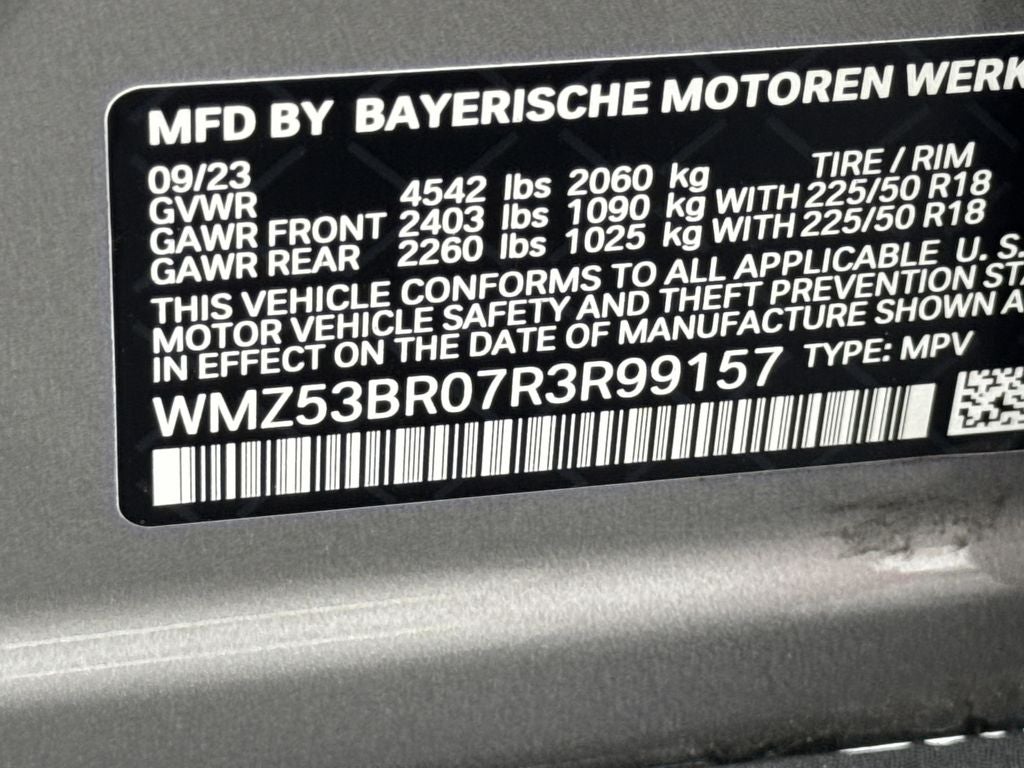 MFD BY BAYERISCHE MOTOREN WERK
09/23 TIRE / RIM
GVWR 4542 lbs 2060 kg
GAWR FRONT 2403 lbs 1090 kg WITH 225/50 R18
GAWR REAR 2260 lbs 1025 kg WITH 225/50 R18
THIS VEHICLE CONFORMS TO ALL APPLICABLE U. S.
MOTOR VEHICLE SAFETY AND THEFT PREVENTION ST
IN EFFECT ON THE DATE OF MANUFACTURE SHOWN A
WMZ53BR07R3R99157 TYPE: MPV